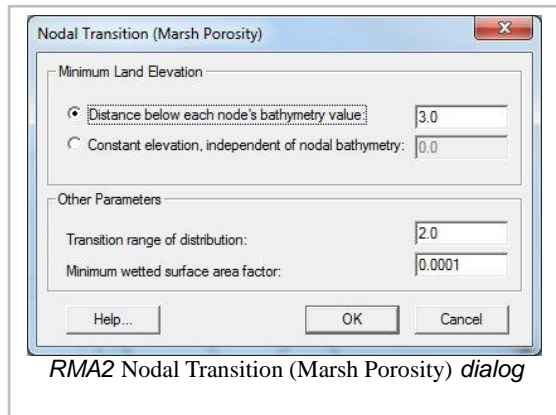 Nodal Transition (Marsh Porosity)
Minimum Land Elevation
Distance below each node's bathymetry value: 3.0
Constant elevation, independent of nodal bathymetry: 0.0
Other Parameters
Transition range of distribution: 2.0
Minimum wetted surface area factor: 0.0001
Help... OK Cancel
RMA2 Nodal Transition (Marsh Porosity) dialog